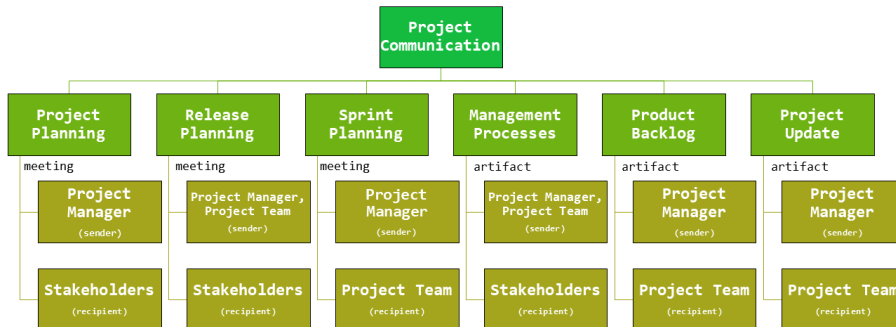 Project
Communication
Project
Planning
Release
Planning
Sprint
Planning
Management
Processes
Product
Backlog
Project
Update
meeting
meeting
meeting
artifact
artifact
artifact
Project
Manager
(sender)
Project Manager,
Project Team
(sender)
Project
Manager
(sender)
Project Manager,
Project Team
(sender)
Project
Manager
(sender)
Project
Manager
(sender)
Stakeholders
(recipient)
Stakeholders
(recipient)
Project Team
(recipient)
Stakeholders
(recipient)
Project Team
(recipient)
Project Team
(recipient)